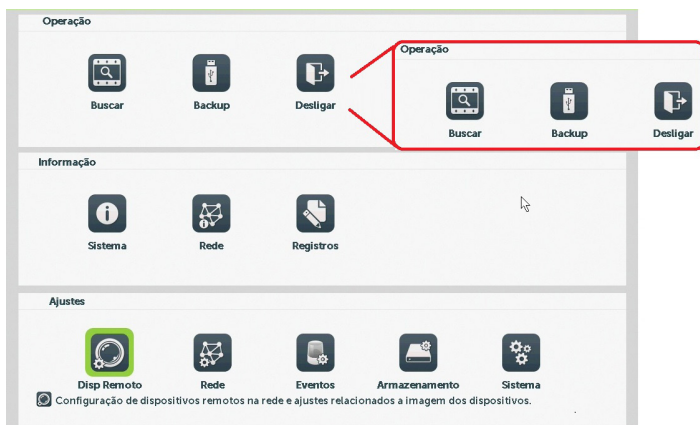 Operação
Buscar Backup Desligar
Operação
Buscar Backup Desligar
Informação
Sistema Rede Registros
Ajustes
Disp Remoto Rede Eventos Armazenamento Sistema
Configuração de dispositivos remotos na rede e ajustes relacionados a imagem dos dispositivos.